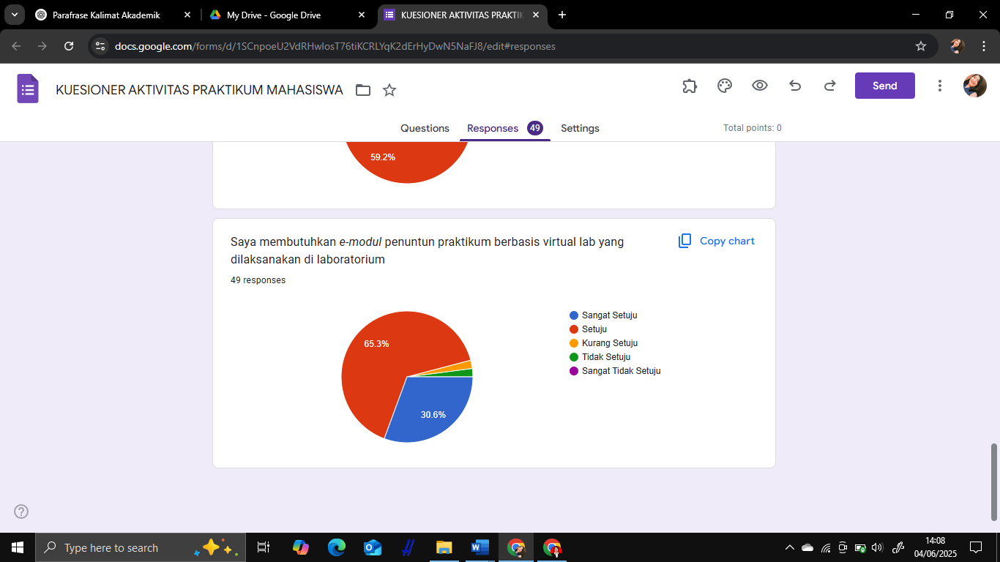 Parafrase Kalimat Akademik
My Drive - Google Drive
KUESIONER AKTIVITAS PRAKTIK
docs.google.com/forms/d/1SCnpoeU2VdRHwlosT76tiKCRLYqK2dErHyDwN5NaFJ8/edit#responses
KUESIONER AKTIVITAS PRAKTIKUM MAHASISWA
Send
Questions
Responses 49
Settings
Total points: 0
59.2%
Saya membutuhkan e-modul penuntun praktikum berbasis virtual lab yang
dilaksanakan di laboratorium
Copy chart
49 responses
65.3%
30.6%
Sangat Setuju
Setuju
Kurang Setuju
Tidak Setuju
Sangat Tidak Setuju
Type here to search
14:08
04/06/2025